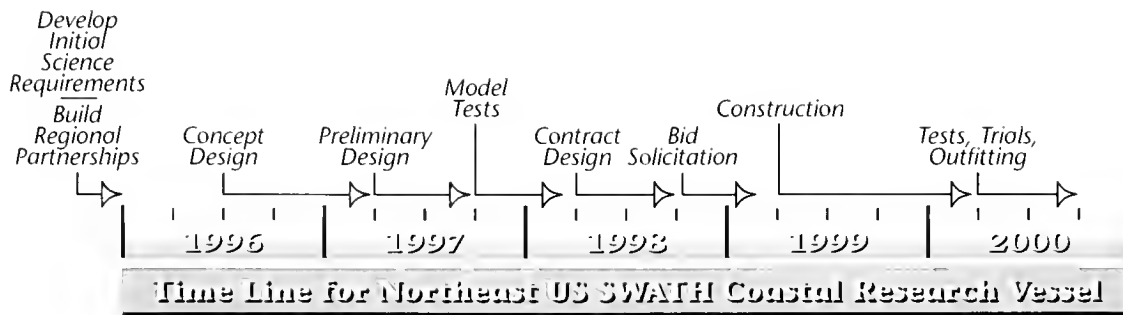 Develop
Initial
Science
Requirements
Build
Regional
Partnerships
Concept
Design
Preliminary
Design
Model
Tests
Contract
Design
Bid
Solicitation
Construction
Tests, Trials,
Outfitting
1996
1997
1998
1999
2000
Time Line for Northeast US SWATH Coastal Research Vessel